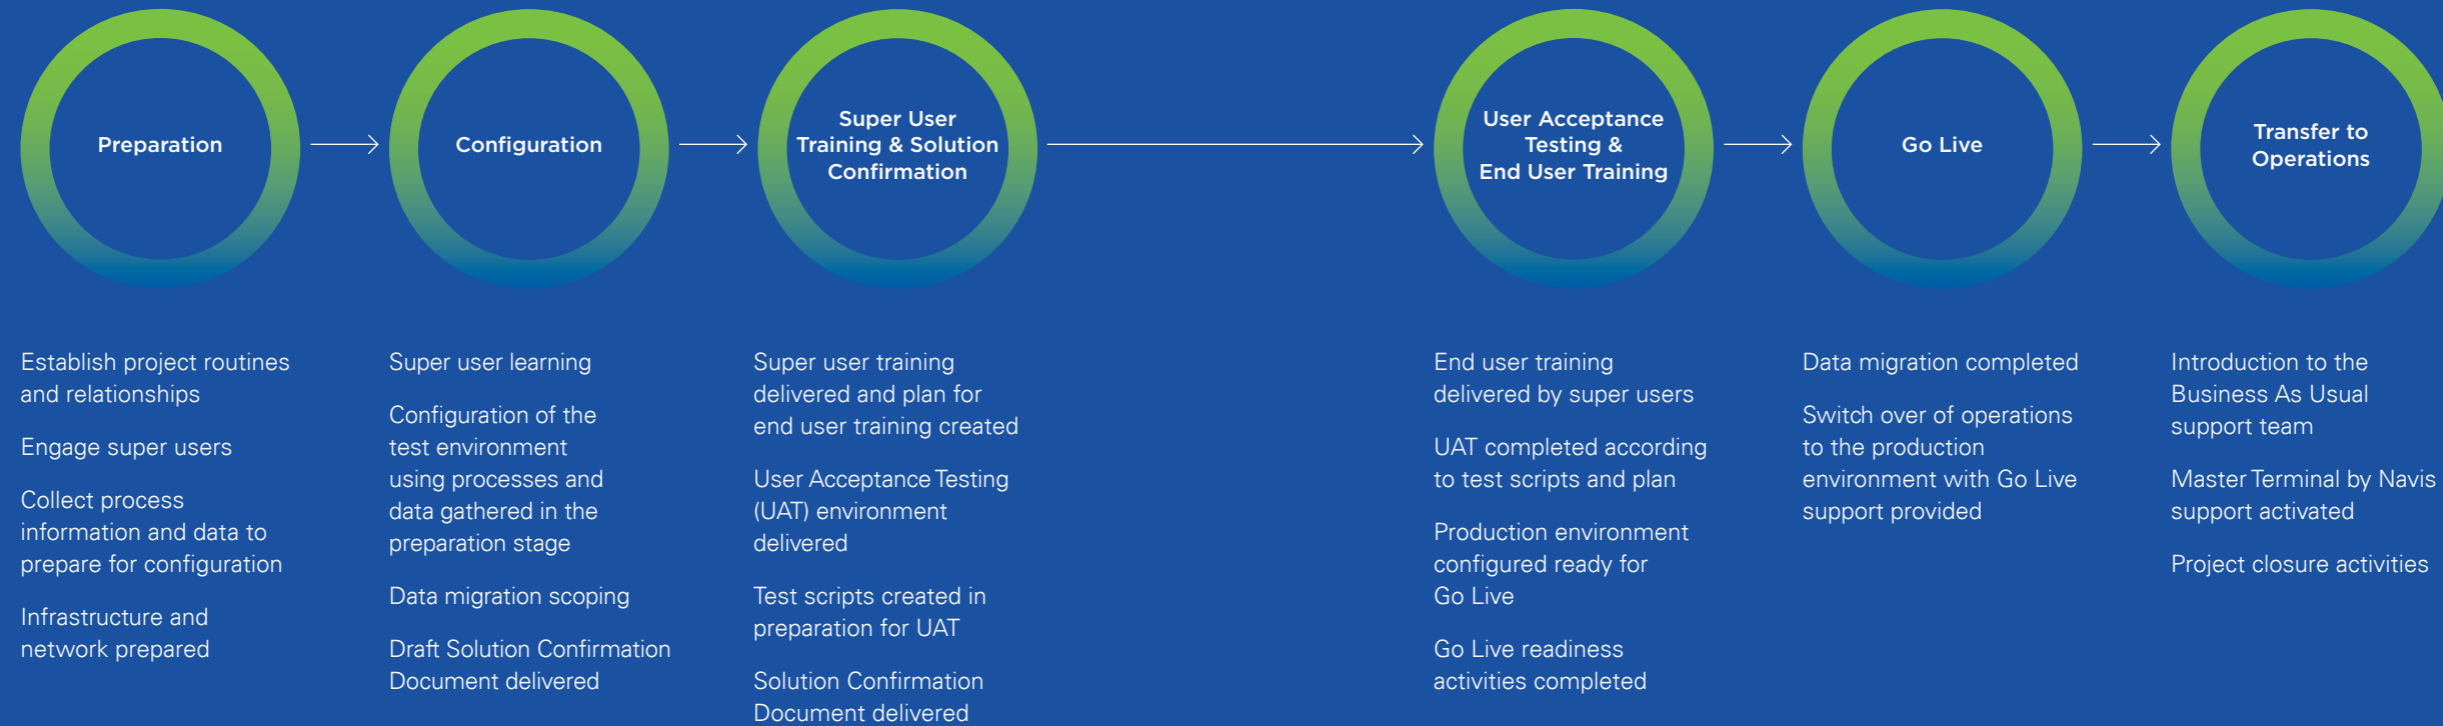 Preparation
Configuration
Super User
Training & Solution
Confirmation
User Acceptance
Testing &
End User Training
Go Live
Transfer to
Operations
Establish project routines
and relationships
Engage super users
Collect process
information and data to
prepare for configuration
Infrastructure and
network prepared
Super user learning
Configuration of the
test environment
using processes and
data gathered in the
preparation stage
Data migration scoping
Draft Solution Confirmation
Document delivered
Super user training
delivered and plan for
end user training created
User Acceptance Testing
(UAT) environment
delivered
Test scripts created in
preparation for UAT
Solution Confirmation
Document delivered
End user training
delivered by super users
UAT completed according
to test scripts and plan
Production environment
configured ready for
Go Live
Go Live readiness
activities completed
Data migration completed
Switch over of operations
to the production
environment with Go Live
support provided
Introduction to the
Business As Usual
support team
Master Terminal by Navis
support activated
Project closure activities